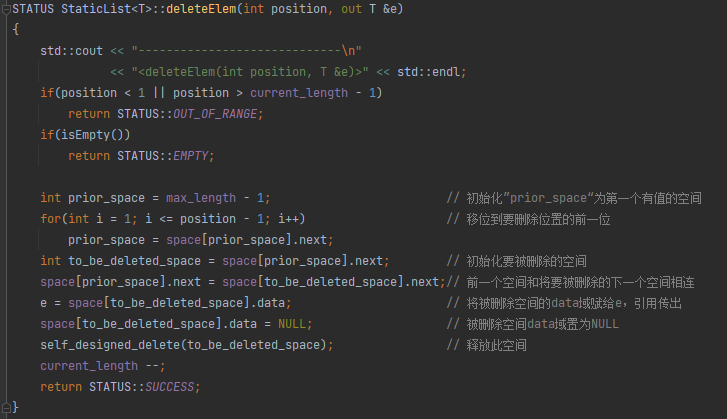 STATUS StaticList<T>::deleteElem(int position, out T &e)
{
    std::cout << "-----------------------------\n"
              << "<deleteElem(int position, T &e)>" << std::endl;
    if(position < 1 || position > current_length - 1)
        return STATUS::OUT_OF_RANGE;
    if(isEmpty())
        return STATUS::EMPTY;

    int prior_space = max_length - 1;                       // 初始化”prior_space“为第一个有值的空间
    for(int i = 1; i <= position - 1; i++)                  // 移位到要删除位置的前一位
        prior_space = space[prior_space].next;
    int to_be_deleted_space = space[prior_space].next;      // 初始化要被删除的空间
    space[prior_space].next = space[to_be_deleted_space].next;// 前一个空间和将要被删除的下一个空间相连
    e = space[to_be_deleted_space].data;                    // 将被删除空间的data域赋给e，引用传出
    space[to_be_deleted_space].data = NULL;                 // 被删除空间data域置为NULL
    self_designed_delete(to_be_deleted_space);              // 释放此空间
    current_length --;
    return STATUS::SUCCESS;
}